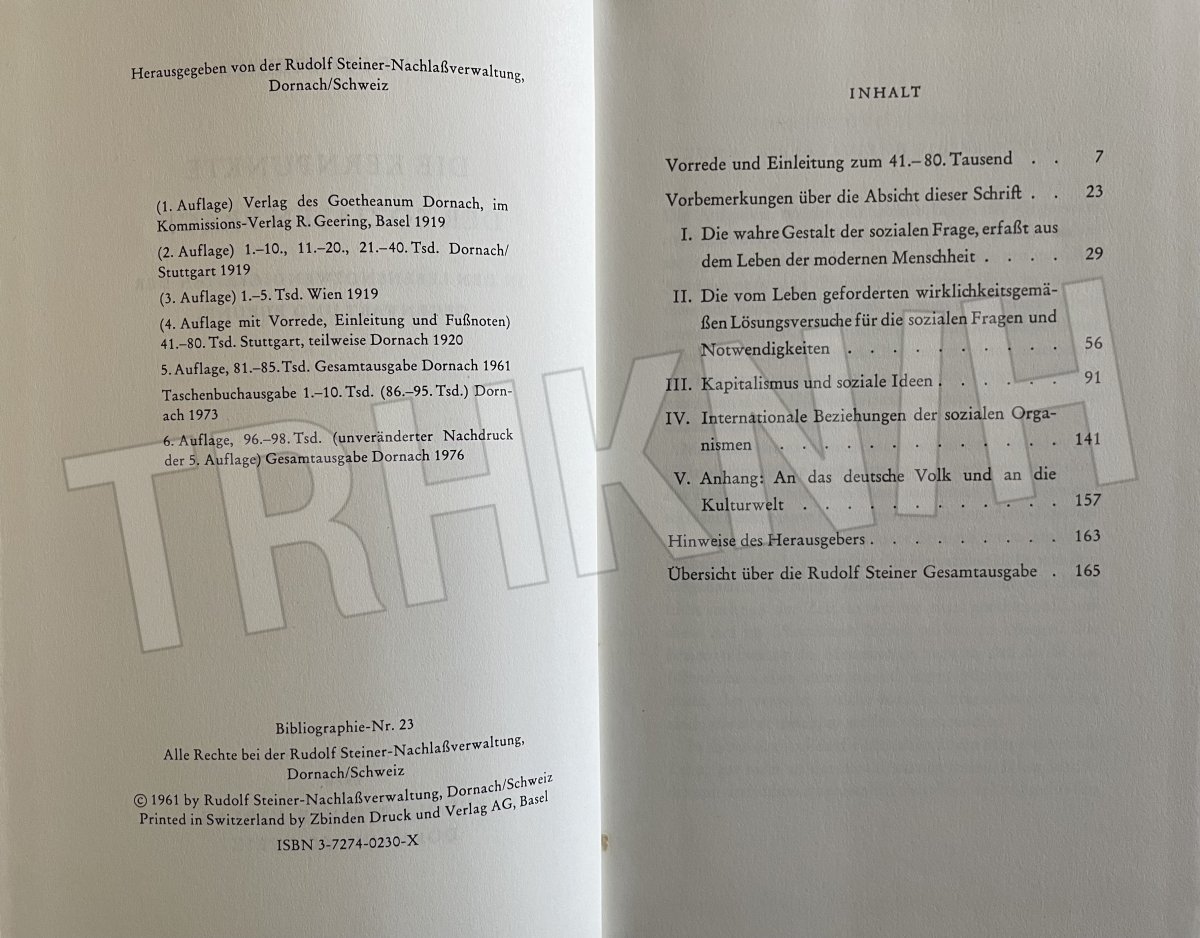 Herausgegeben von der Rudolf Steiner-Nachlaßverwaltung,
Dornach/Schweiz
(1. Auflage) Verlag des Goetheanum Dornach, im
Kommissions-Verlag R. Geering, Basel 1919
(2. Auflage) 1.–10., 11.–20., 21.–40. Tsd. Dornach/
Stuttgart 1919
(3. Auflage) 1.–5. Tsd. Wien 1919
(4. Auflage mit Vorrede, Einleitung und Fußnoten)
41.–80. Tsd. Stuttgart, teilweise Dornach 1920
5. Auflage, 81.–85. Tsd. Gesamtausgabe Dornach 1961
Taschenbuchausgabe 1.–10. Tsd. (86.–95. Tsd.) Dorn-
ach 1973
6. Auflage, 96.–98. Tsd. (unveränderter Nachdruck
der 5. Auflage) Gesamtausgabe Dornach 1976
Bibliographie-Nr. 23
Alle Rechte bei der Rudolf Steiner-Nachlaßverwaltung,
Dornach/Schweiz
© 1961 by Rudolf Steiner-Nachlaßverwaltung, Dornach/Schweiz
Printed in Switzerland by Zbinden Druck und Verlag AG, Basel
ISBN 3-7274-0230-X
INHALT
Vorrede und Einleitung zum 41.–80. Tausend . . 7
Vorbemerkungen über die Absicht dieser Schrift . . 23
I. Die wahre Gestalt der sozialen Frage, erfaßt aus
dem Leben der modernen Menschheit . . . . 29
II. Die vom Leben geforderten wirklichkeitsgemä-
ßen Lösungsversuche für die sozialen Fragen und
Notwendigkeiten . . . . . . . . . . 56
III. Kapitalismus und soziale Ideen . . . . . . 91
IV. Internationale Beziehungen der sozialen Orga-
nismen . . . . . . . . . . . . . 141
V. Anhang: An das deutsche Volk und an die
Kulturwelt . . . . . . . . . . . . 157
Hinweise des Herausgebers . . . . . . . . . 163
Übersicht über die Rudolf Steiner Gesamtausgabe . 165
TRHKN/H